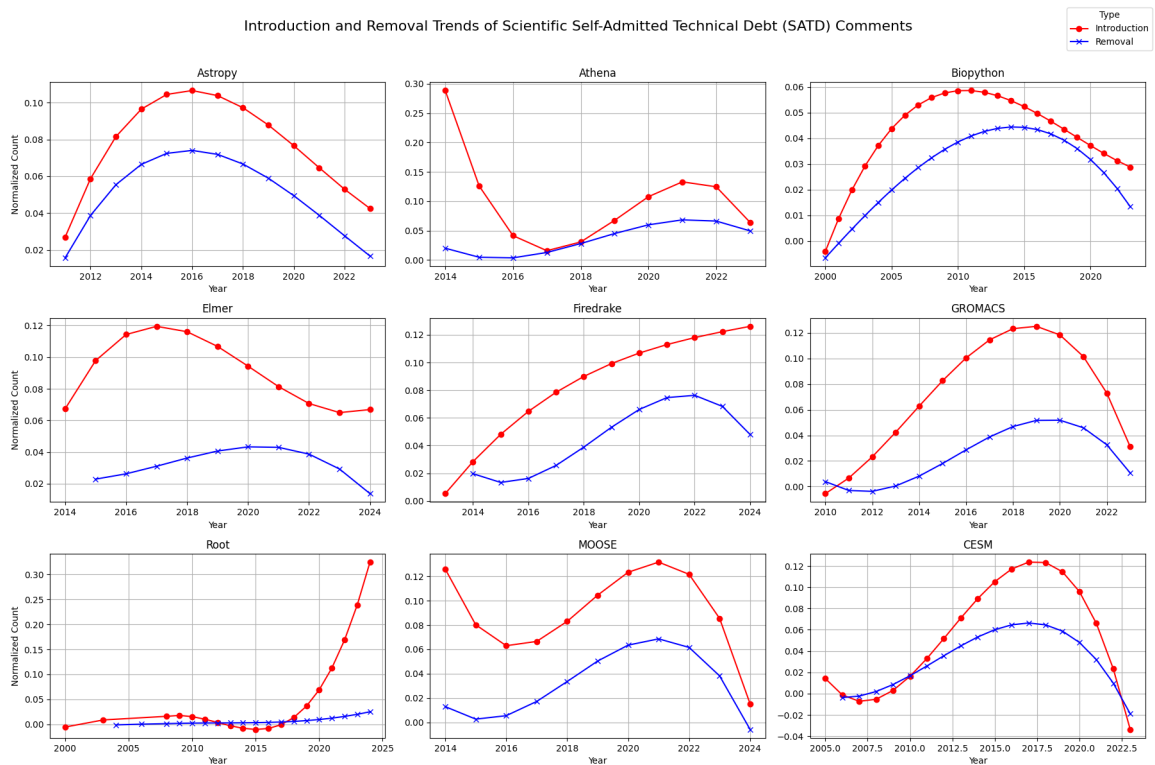 Introduction and Removal Trends of Scientific Self-Admitted Technical Debt (SATD) Comments
Type
Introduction
Removal
Astropy
Normalized Count
0.10
0.08
0.06
0.04
0.02
2012 2014 2016 2018 2020 2022
Year
Athena
0.30
0.25
0.20
0.15
0.10
0.05
0.00
2014 2016 2018 2020 2022
Year
Biopython
0.06
0.05
0.04
0.03
0.02
0.01
0.00
2000 2005 2010 2015 2020
Year
Elmer
Normalized Count
0.12
0.10
0.08
0.06
0.04
0.02
2014 2016 2018 2020 2022 2024
Year
Firedrake
0.12
0.10
0.08
0.06
0.04
0.02
0.00
2014 2016 2018 2020 2022 2024
Year
GROMACS
0.12
0.10
0.08
0.06
0.04
0.02
0.00
2010 2012 2014 2016 2018 2020 2022
Year
Root
Normalized Count
0.30
0.25
0.20
0.15
0.10
0.05
0.00
2000 2005 2010 2015 2020 2025
Year
MOOSE
0.12
0.10
0.08
0.06
0.04
0.02
0.00
2014 2016 2018 2020 2022 2024
Year
CESM
0.12
0.10
0.08
0.06
0.04
0.02
0.00
−0.02
−0.04
2005.0 2007.5 2010.0 2012.5 2015.0 2017.5 2020.0 2022.5
Year